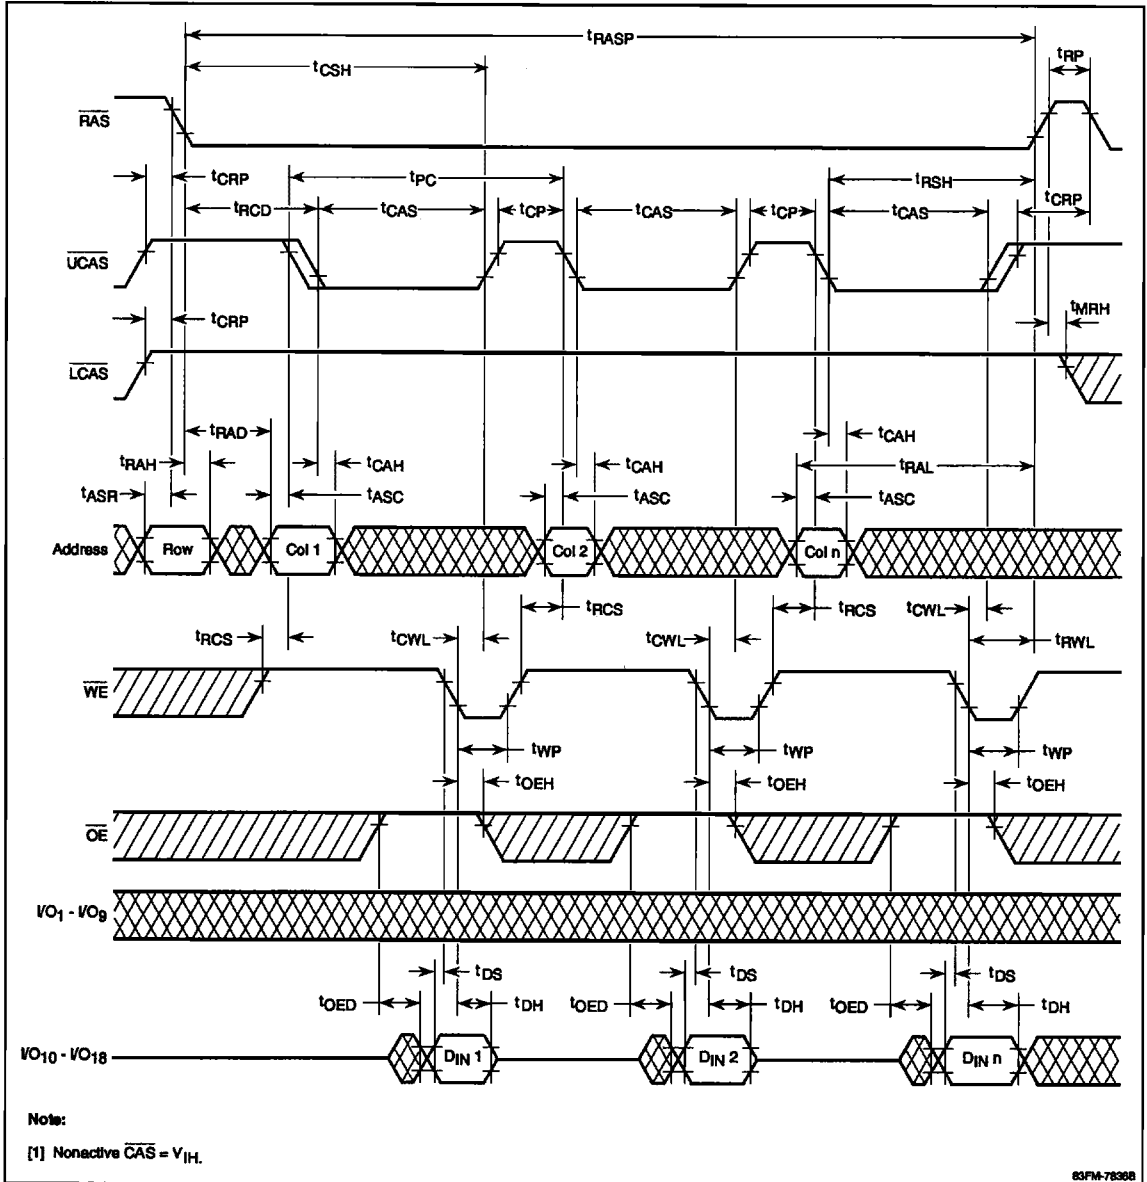 tRASP
tCSH
tRP
RAS
tCRP
tPC
tRSH
tRCD
tCAS
tCP
tCAS
tCP
tCAS
tCRP
UCAS
tCRP
tMRH
LCAS
tRAD
tCAH
tRAH
tCAH
tCAH
tRAL
tASR
tASC
tASC
tASC
Address
Row
Col 1
Col 2
Col n
tRCS
tRCS
tCWL
tRCS
tCWL
tCWL
tRWL
WE
tWP
tWP
tWP
tOEH
tOEH
tOEH
OE
I/O1 - I/O9
tDS
tDS
tDS
tOED
tDH
tOED
tDH
tOED
tDH
I/O10 - I/O18
DIN 1
DIN 2
DIN n
Note:
[1] Nonactive CAS = VIH.
83FM-7836B